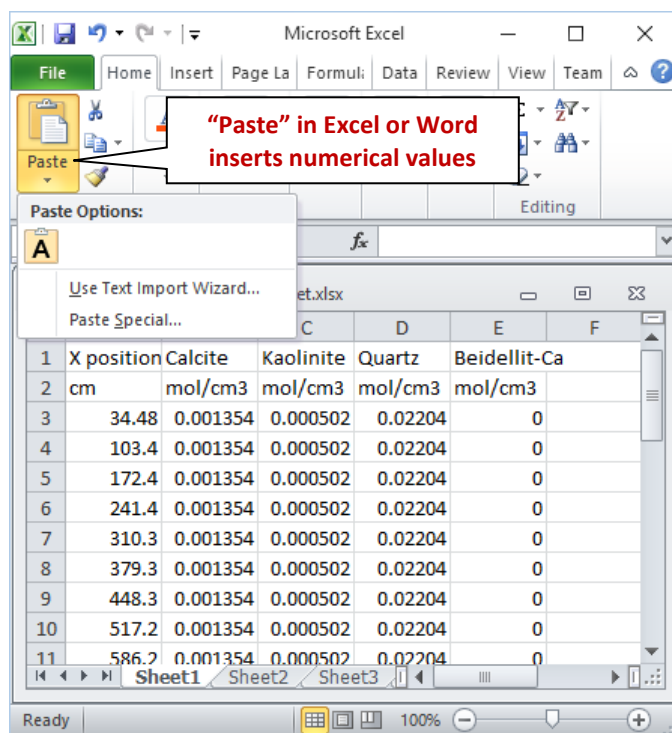 Microsoft Excel
File Home Insert Page La Formul: Data Review View Team
"Paste" in Excel or Word
inserts numerical values
Paste
Editing
Paste Options:
A
Use Text Import Wizard...
Paste Special...
fx
et.xlsx
C D E F
1 X position Calcite Kaolinite Quartz Beidellit-Ca
2 cm mol/cm3 mol/cm3 mol/cm3 mol/cm3
3 34.48 0.001354 0.000502 0.02204 0
4 103.4 0.001354 0.000502 0.02204 0
5 172.4 0.001354 0.000502 0.02204 0
6 241.4 0.001354 0.000502 0.02204 0
7 310.3 0.001354 0.000502 0.02204 0
8 379.3 0.001354 0.000502 0.02204 0
9 448.3 0.001354 0.000502 0.02204 0
10 517.2 0.001354 0.000502 0.02204 0
11 586.2 0.001354 0.000502 0.02204 0
Sheet1 Sheet2 Sheet3
Ready 100%